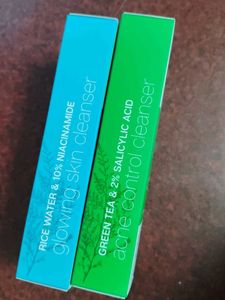 RICE WATER & 10% NIACINAMIDE
glowing skin cleanser
GREEN TEA & 2% SALICYLIC ACID
acne control cleanser